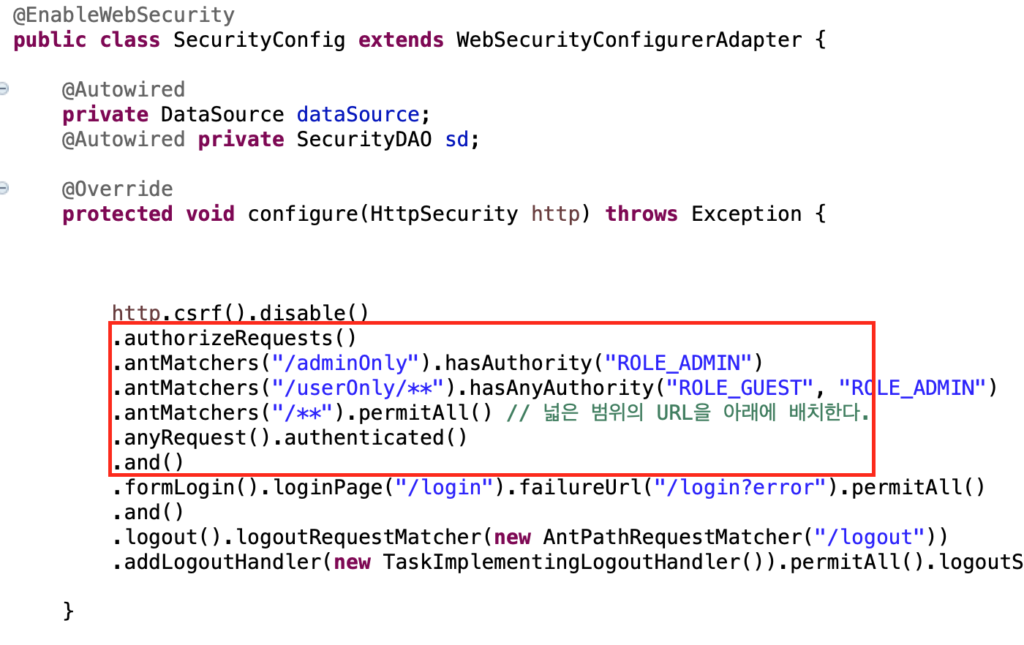 @EnableWebSecurity
public class SecurityConfig extends WebSecurityConfigurerAdapter {
@Autowired
private DataSource dataSource;
@Autowired private SecurityDAO sd;
@Override
protected void configure(HttpSecurity http) throws Exception {
http.csrf().disable()
.authorizeRequests()
.antMatchers("/adminOnly").hasAuthority("ROLE_ADMIN")
.antMatchers("/userOnly/**").hasAnyAuthority("ROLE_GUEST", "ROLE_ADMIN")
.antMatchers("/**").permitAll() // 넓은 범위의 URL을 아래에 배치한다.
.anyRequest().authenticated()
.and()
.formLogin().loginPage("/login").failureUrl("/login?error").permitAll()
.and()
.logout().logoutRequestMatcher(new AntPathRequestMatcher("/logout"))
.addLogoutHandler(new TaskImplementingLogoutHandler()).permitAll().logoutS
}